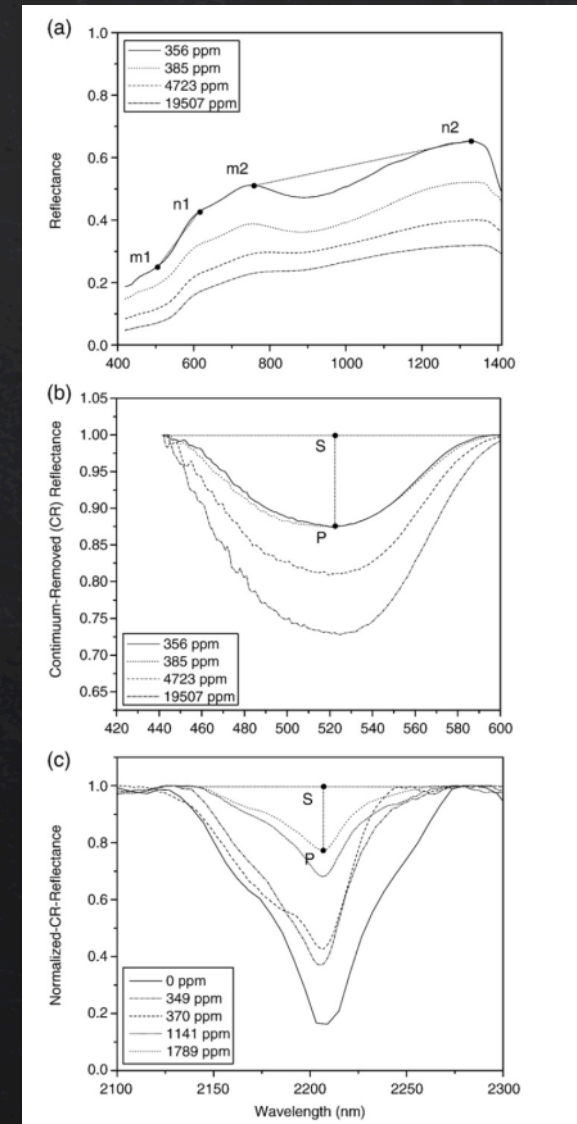 (a)
1.0
356 ppm
385 ppm
4723 ppm
19507 ppm
0.8
n2
0.6
m2
n1
Reflectance
0.4
m1
0.2
0.0
400 600 800 1000 1200 1400
(b)
1.05
1.00
S
0.95
0.90
P
0.85
Contimuum-Removed (CR) Reflectance
0.80
0.75
356 ppm
385 ppm
4723 ppm
19507 ppm
0.70
0.65
420 440 460 480 500 520 540 560 580 600
(c)
1.0
S
0.8
P
Normalized-CR-Reflectance
0.6
0.4
0 ppm
349 ppm
370 ppm
1141 ppm
1789 ppm
0.2
0.0
2100 2150 2200 2250 2300
Wavelength (nm)